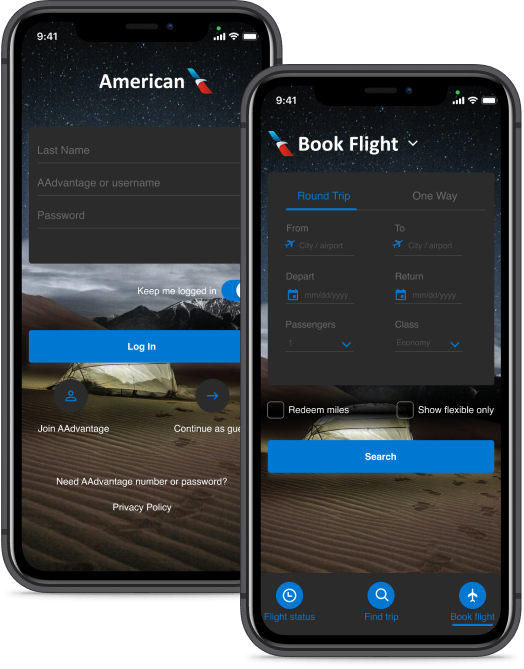 9:41
American
Last Name
AAdvantage or username
Password
Keep me logged in
Log In
Join AAdvantage
Continue as gue
Need AAdvantage number or password?
Privacy Policy
9:41
Book Flight
Round Trip One Way
From To
City / airport City / airport
Depart Return
mm/dd/yyyy mm/dd/yyyy
Passengers Class
1 Economy
Redeem miles Show flexible only
Search
Flight status Find trip Book flight